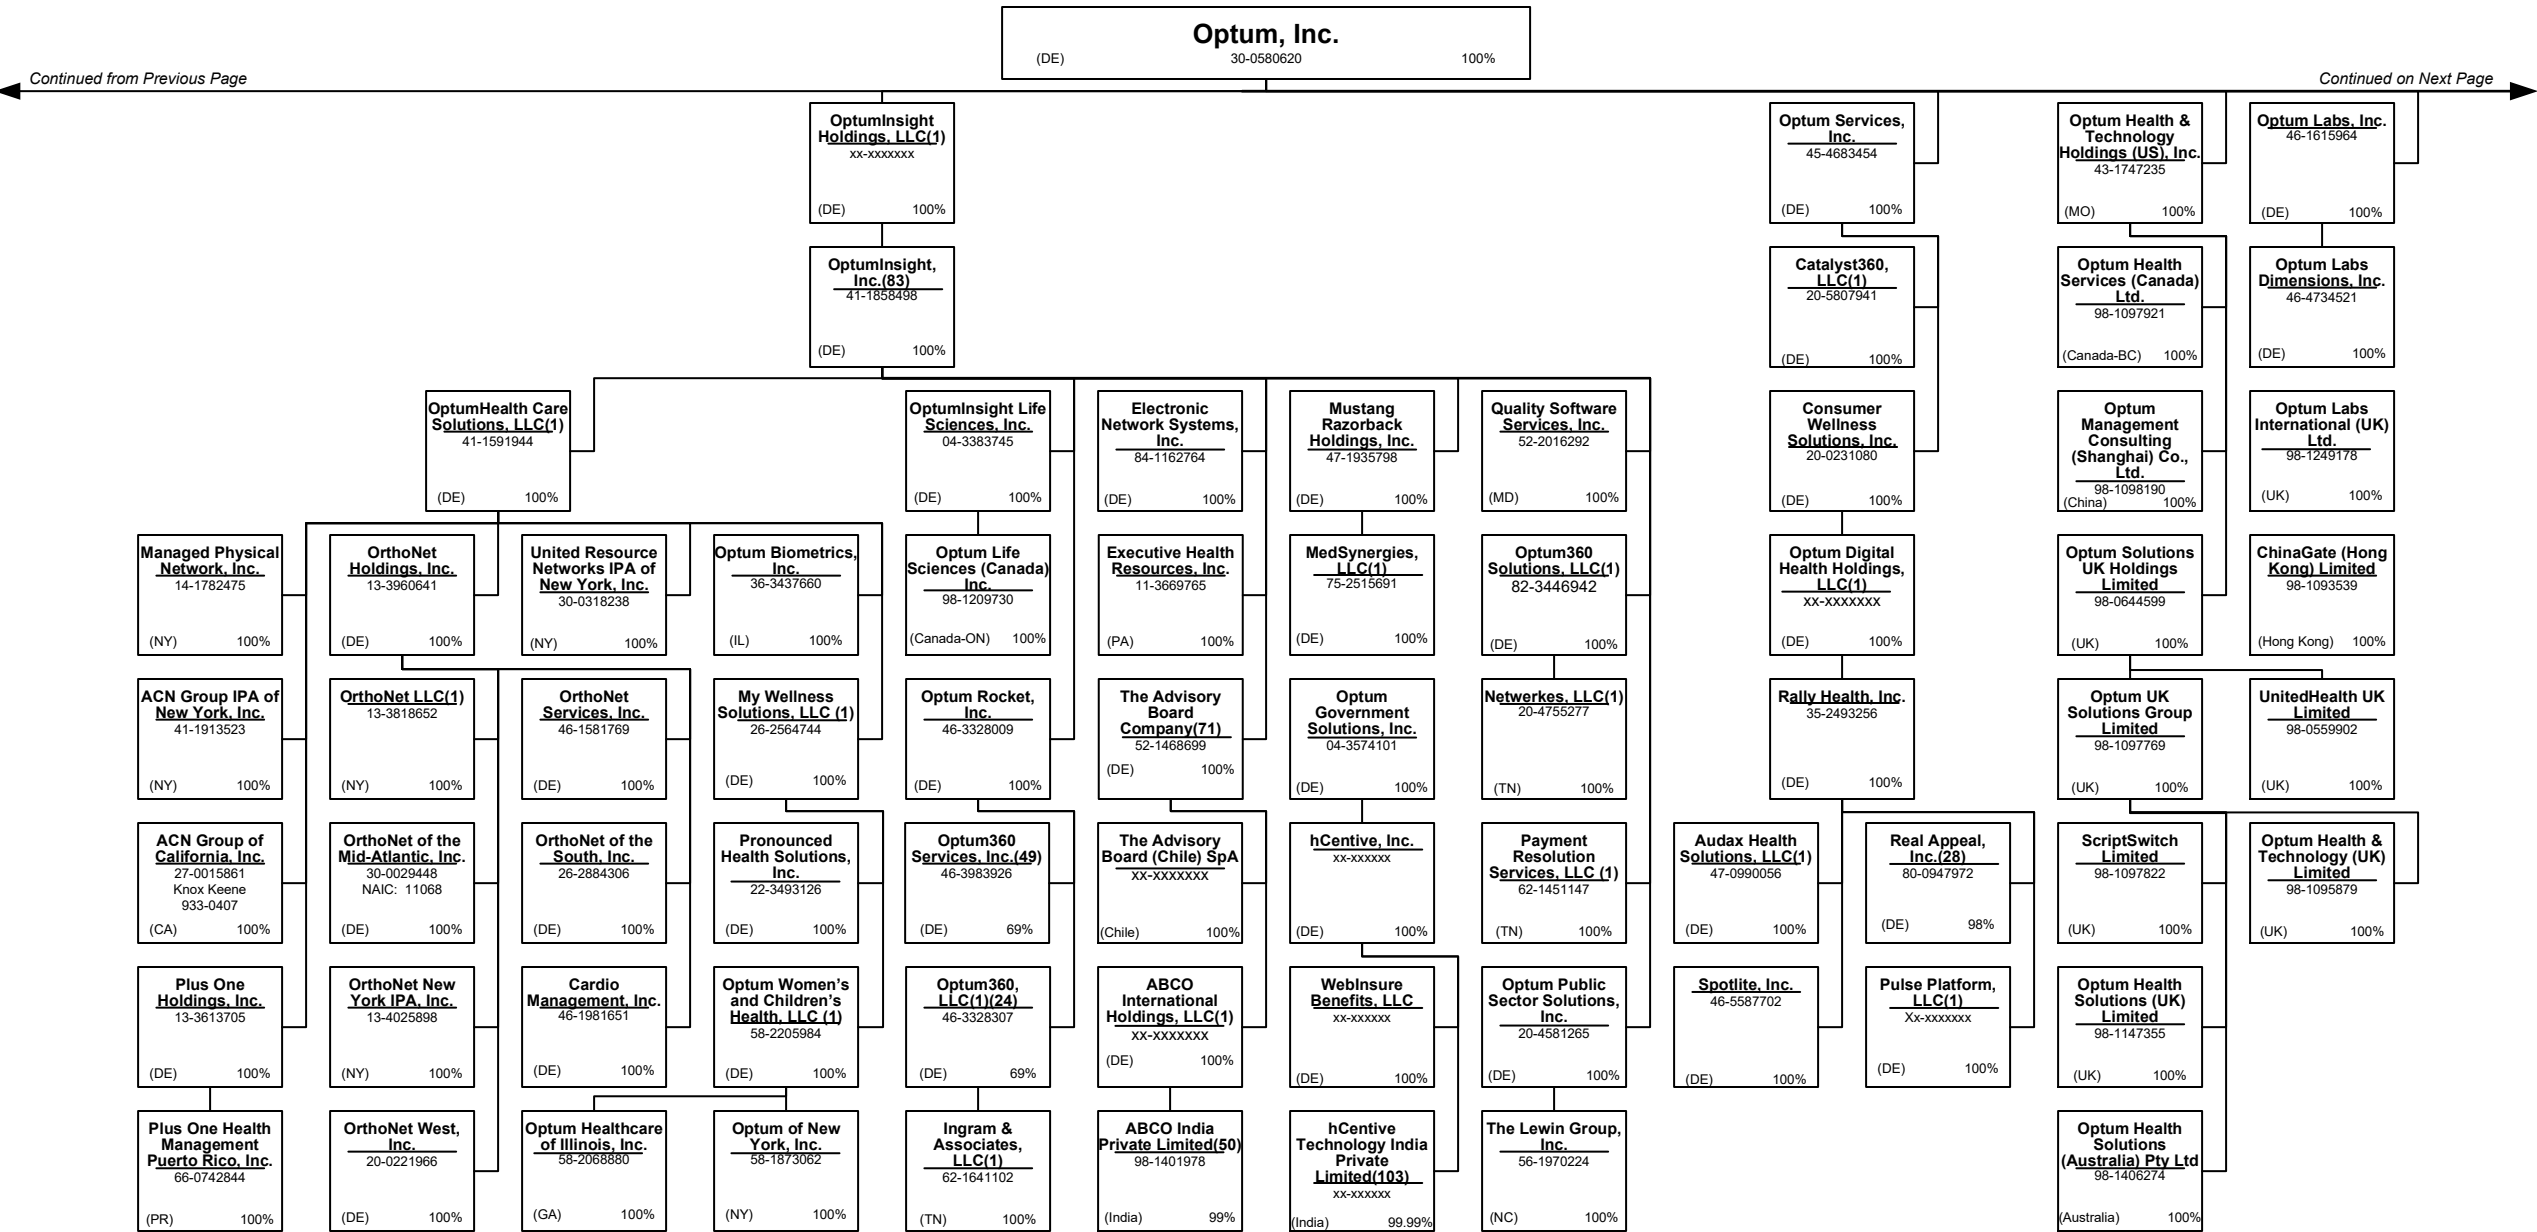 Optum, Inc.
(DE) 30-0580620 100%
Continued from Previous Page
Continued on Next Page
OptumInsight
Holdings, LLC(1)
xx-xxxxxxx
(DE) 100%
Optum Services,
Inc.
45-4683454
(DE) 100%
Optum Health &
Technology
Holdings (US), Inc.
43-1747235
(MO) 100%
Optum Labs, Inc.
46-1615964
(DE) 100%
OptumInsight,
Inc.(83)
41-1858498
(DE) 100%
Catalyst360,
LLC(1)
20-5807941
(DE) 100%
Optum Health
Services (Canada)
Ltd.
98-1097921
(Canada-BC) 100%
Optum Labs
Dimensions, Inc.
46-4734521
(DE) 100%
OptumHealth Care
Solutions, LLC(1)
41-1591944
(DE) 100%
OptumInsight Life
Sciences, Inc.
04-3383745
(DE) 100%
Electronic
Network Systems,
Inc.
84-1162764
(DE) 100%
Mustang
Razorback
Holdings, Inc.
47-1935798
(DE) 100%
Quality Software
Services, Inc.
52-2016292
(MD) 100%
Consumer
Wellness
Solutions, Inc.
20-0231080
(DE) 100%
Optum
Management
Consulting
(Shanghai) Co.,
Ltd.
98-1098190
(China) 100%
Optum Labs
International (UK)
Ltd.
98-1249178
(UK) 100%
Managed Physical
Network, Inc.
14-1782475
(NY) 100%
OrthoNet
Holdings, Inc.
13-3960641
(DE) 100%
United Resource
Networks IPA of
New York, Inc.
30-0318238
(NY) 100%
Optum Biometrics,
Inc.
36-3437660
(IL) 100%
Optum Life
Sciences (Canada)
Inc.
98-1209730
(Canada-ON) 100%
Executive Health
Resources, Inc.
11-3669765
(PA) 100%
MedSynergies,
LLC(1)
75-2515691
(DE) 100%
Optum360
Solutions, LLC(1)
82-3446942
(DE) 100%
Optum Digital
Health Holdings,
LLC(1)
xx-xxxxxxx
(DE) 100%
Optum Solutions
UK Holdings
Limited
98-0644599
(UK) 100%
ChinaGate (Hong
Kong) Limited
98-1093539
(Hong Kong) 100%
ACN Group IPA of
New York, Inc.
41-1913523
(NY) 100%
OrthoNet LLC(1)
13-3818652
(NY) 100%
OrthoNet
Services, Inc.
46-1581769
(DE) 100%
My Wellness
Solutions, LLC (1)
26-2564744
(DE) 100%
Optum Rocket,
Inc.
46-3328009
(DE) 100%
The Advisory
Board
Company(71)
52-1468699
(DE) 100%
Optum
Government
Solutions, Inc.
04-3574101
(DE) 100%
Netwerkes, LLC(1)
20-4755277
(TN) 100%
Rally Health, Inc.
35-2493256
(DE) 100%
Optum UK
Solutions Group
Limited
98-1097769
(UK) 100%
UnitedHealth UK
Limited
98-0559902
(UK) 100%
ACN Group of
California, Inc.
27-0015861
Knox Keene
933-0407
(CA) 100%
OrthoNet of the
Mid-Atlantic, Inc.
30-0029448
NAIC: 11068
(DE) 100%
OrthoNet of the
South, Inc.
26-2884306
(DE) 100%
Pronounced
Health Solutions,
Inc.
22-3493126
(DE) 100%
Optum360
Services, Inc.(49)
46-3983926
(DE) 69%
The Advisory
Board (Chile) SpA
xx-xxxxxxx
(Chile) 100%
hCentive, Inc.
xx-xxxxxx
(DE) 100%
Payment
Resolution
Services, LLC (1)
62-1451147
(TN) 100%
Audax Health
Solutions, LLC(1)
47-0990056
(DE) 100%
Real Appeal,
Inc.(28)
80-0947972
(DE) 98%
ScriptSwitch
Limited
98-1097822
(UK) 100%
Optum Health &
Technology (UK)
Limited
98-1095879
(UK) 100%
Plus One
Holdings, Inc.
13-3613705
(DE) 100%
OrthoNet New
York IPA, Inc.
13-4025898
(NY) 100%
Cardio
Management, Inc.
46-1981651
(DE) 100%
Optum Women's
and Children's
Health, LLC (1)
58-2205984
(DE) 100%
Optum360,
LLC(1)(24)
46-3328307
(DE) 69%
ABCO
International
Holdings, LLC(1)
xx-xxxxxxx
(DE) 100%
WebInsure
Benefits, LLC
xx-xxxxxx
(DE) 100%
Optum Public
Sector Solutions,
Inc.
20-4581265
(DE) 100%
Spotlite, Inc.
46-5587702
(DE) 100%
Pulse Platform,
LLC(1)
Xx-xxxxxxx
(DE) 100%
Optum Health
Solutions (UK)
Limited
98-1147355
(UK) 100%
Plus One Health
Management
Puerto Rico, Inc.
66-0742844
(PR) 100%
OrthoNet West,
Inc.
20-0221966
(DE) 100%
Optum Healthcare
of Illinois, Inc.
58-2068880
(GA) 100%
Optum of New
York, Inc.
58-1873062
(NY) 100%
Ingram &
Associates,
LLC(1)
62-1641102
(TN) 100%
ABCO India
Private Limited(50)
98-1401978
(India) 99%
hCentive
Technology India
Private
Limited(103)
xx-xxxxxx
(India) 99.99%
The Lewin Group,
Inc.
56-1970224
(NC) 100%
Optum Health
Solutions
(Australia) Pty Ltd
98-1406274
(Australia) 100%